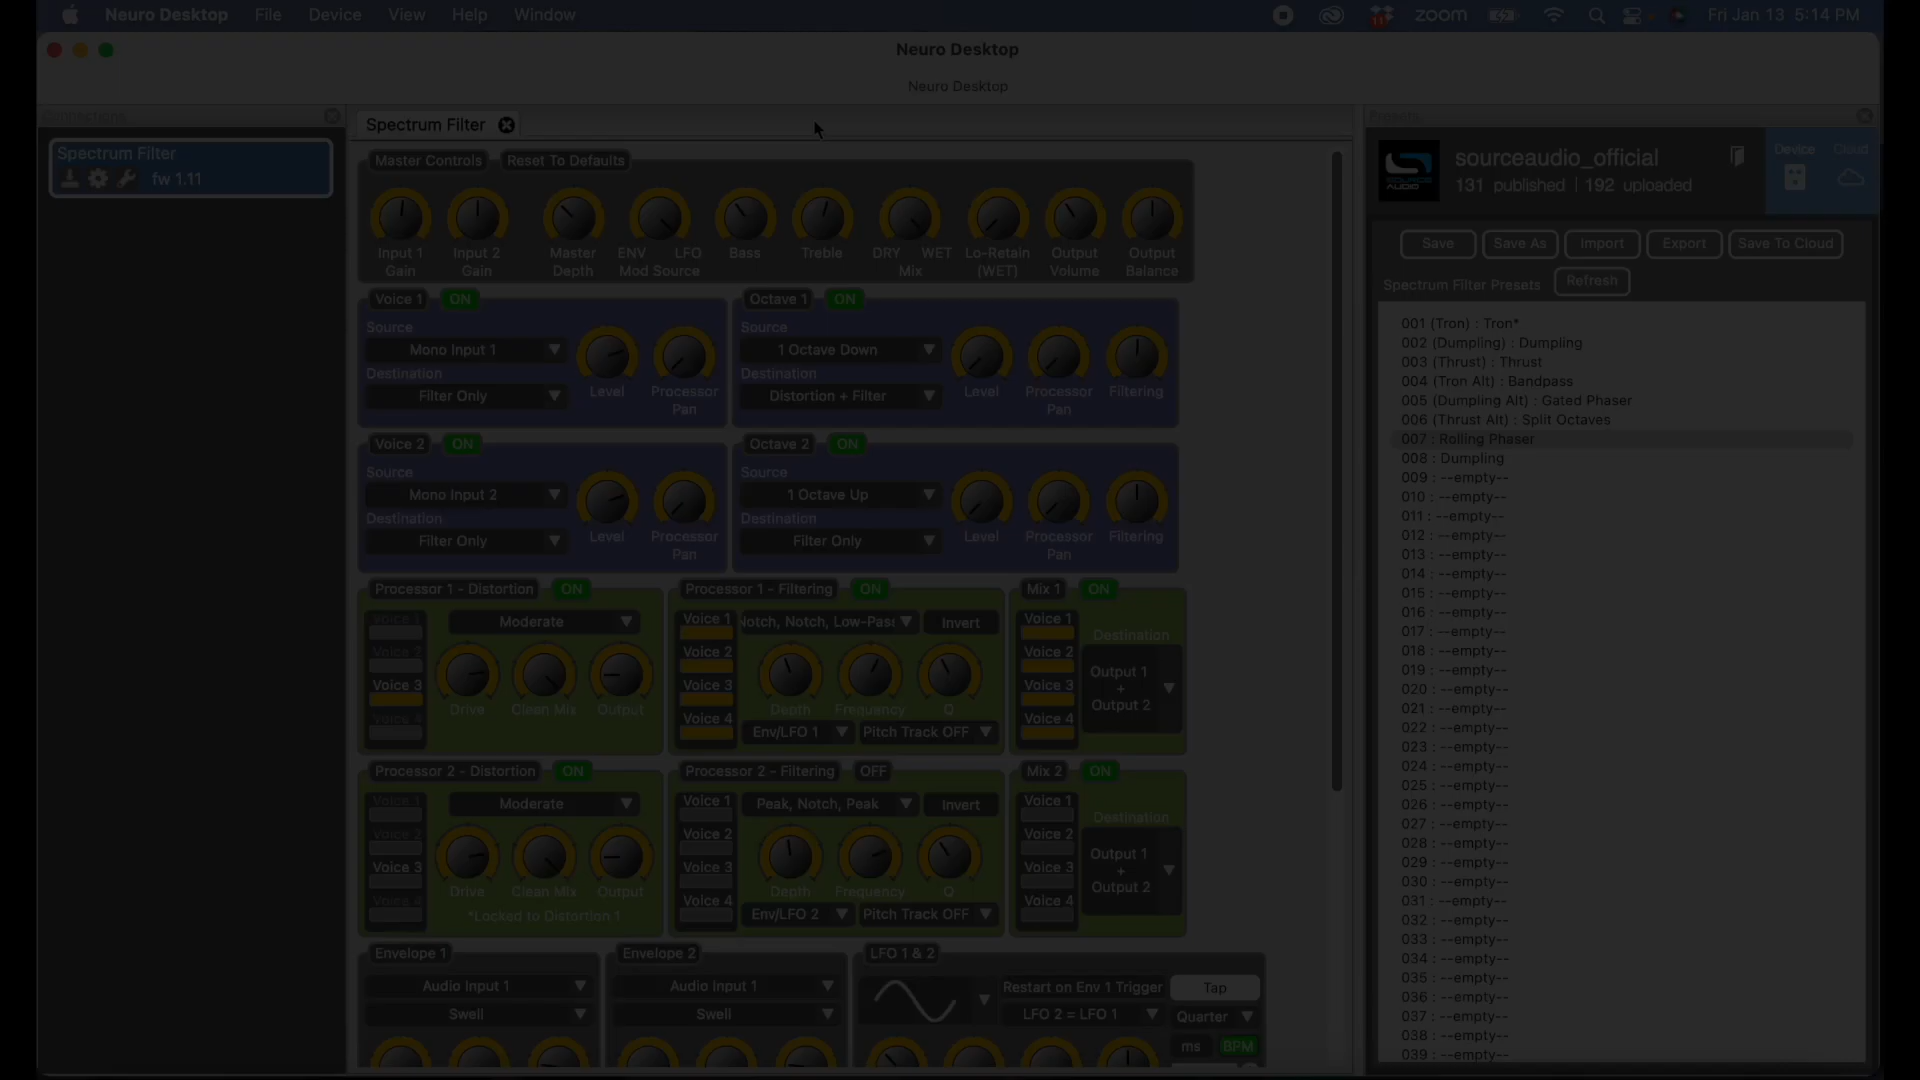 Neuro Desktop File Device View Help Window
11 zoom Fri Jan 13 5:14 PM
Neuro Desktop
Neuro Desktop
Connections
Spectrum Filter
fw 1.11
Spectrum Filter
Master Controls Reset To Defaults
Input 1 Gain
Input 2 Gain
Master Depth
ENV LFO
Mod Source
Bass
Treble
DRY WET
Mix
Lo-Retain (WET)
Output Volume
Output Balance
Voice 1 ON
Source
Mono Input 1
Destination
Filter Only
Level
Processor Pan
Octave 1 ON
Source
1 Octave Down
Destination
Distortion + Filter
Level
Processor Pan
Filtering
Voice 2 ON
Source
Mono Input 2
Destination
Filter Only
Level
Processor Pan
Octave 2 ON
Source
1 Octave Up
Destination
Filter Only
Level
Processor Pan
Filtering
Processor 1 - Distortion ON
Voice 1
Voice 2
Voice 3
Voice 4
Moderate
Drive Clean Mix Output
Processor 1 - Filtering ON
Voice 1
Voice 2
Voice 3
Voice 4
Notch, Notch, Low-Pas Invert
Depth Frequency Q
Env/LFO 1 Pitch Track OFF
Mix 1 ON
Voice 1
Voice 2
Voice 3
Voice 4
Destination
Output 1
+
Output 2
Processor 2 - Distortion ON
Voice 1
Voice 2
Voice 3
Voice 4
Moderate
Drive Clean Mix Output
*Locked to Distortion 1
Processor 2 - Filtering OFF
Voice 1
Voice 2
Voice 3
Voice 4
Peak, Notch, Peak Invert
Depth Frequency Q
Env/LFO 2 Pitch Track OFF
Mix 2 ON
Voice 1
Voice 2
Voice 3
Voice 4
Destination
Output 1
+
Output 2
Envelope 1
Audio Input 1
Swell
Envelope 2
Audio Input 1
Swell
LFO 1 & 2
Restart on Env 1 Trigger Tap
LFO 2 = LFO 1 Quarter
ms BPM
Presets
SOURCE AUDIO
sourceaudio_official
131 published | 192 uploaded
Device Cloud
Save Save As Import Export Save To Cloud
Spectrum Filter Presets Refresh
001 (Tron) : Tron*
002 (Dumpling) : Dumpling
003 (Thrust) : Thrust
004 (Tron Alt) : Bandpass
005 (Dumpling Alt) : Gated Phaser
006 (Thrust Alt) : Split Octaves
007 : Rolling Phaser
008 : Dumpling
009 : --empty--
010 : --empty--
011 : --empty--
012 : --empty--
013 : --empty--
014 : --empty--
015 : --empty--
016 : --empty--
017 : --empty--
018 : --empty--
019 : --empty--
020 : --empty--
021 : --empty--
022 : --empty--
023 : --empty--
024 : --empty--
025 : --empty--
026 : --empty--
027 : --empty--
028 : --empty--
029 : --empty--
030 : --empty--
031 : --empty--
032 : --empty--
033 : --empty--
034 : --empty--
035 : --empty--
036 : --empty--
037 : --empty--
038 : --empty--
039 : --empty--